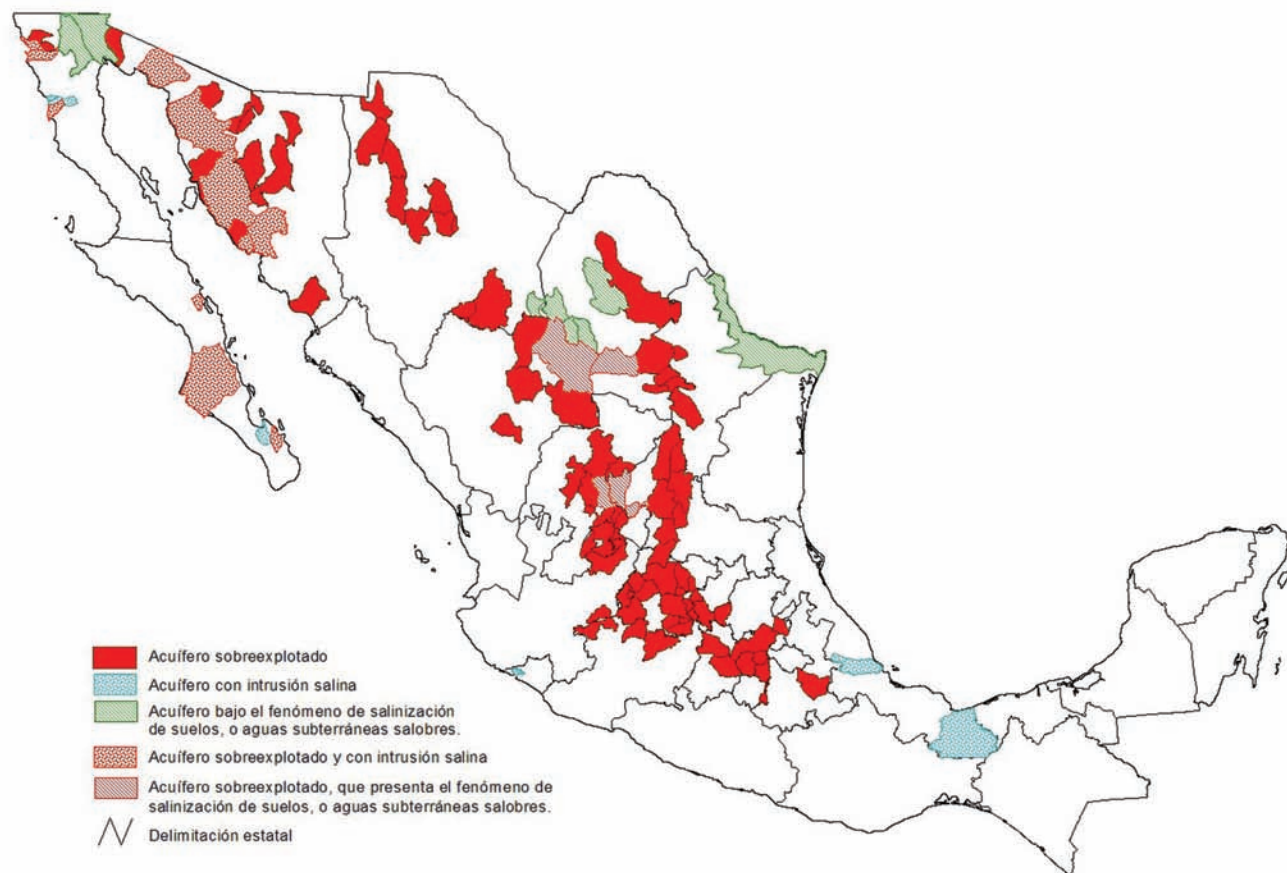 Acuífero sobreexplotado
Acuífero con intrusión salina
Acuífero bajo el fenómeno de salinización
de suelos, o aguas subterráneas salobres.
Acuífero sobreexplotado y con intrusión salina
Acuífero sobreexplotado, que presenta el fenómeno de
salinización de suelos, o aguas subterráneas salobres.
Delimitación estatal